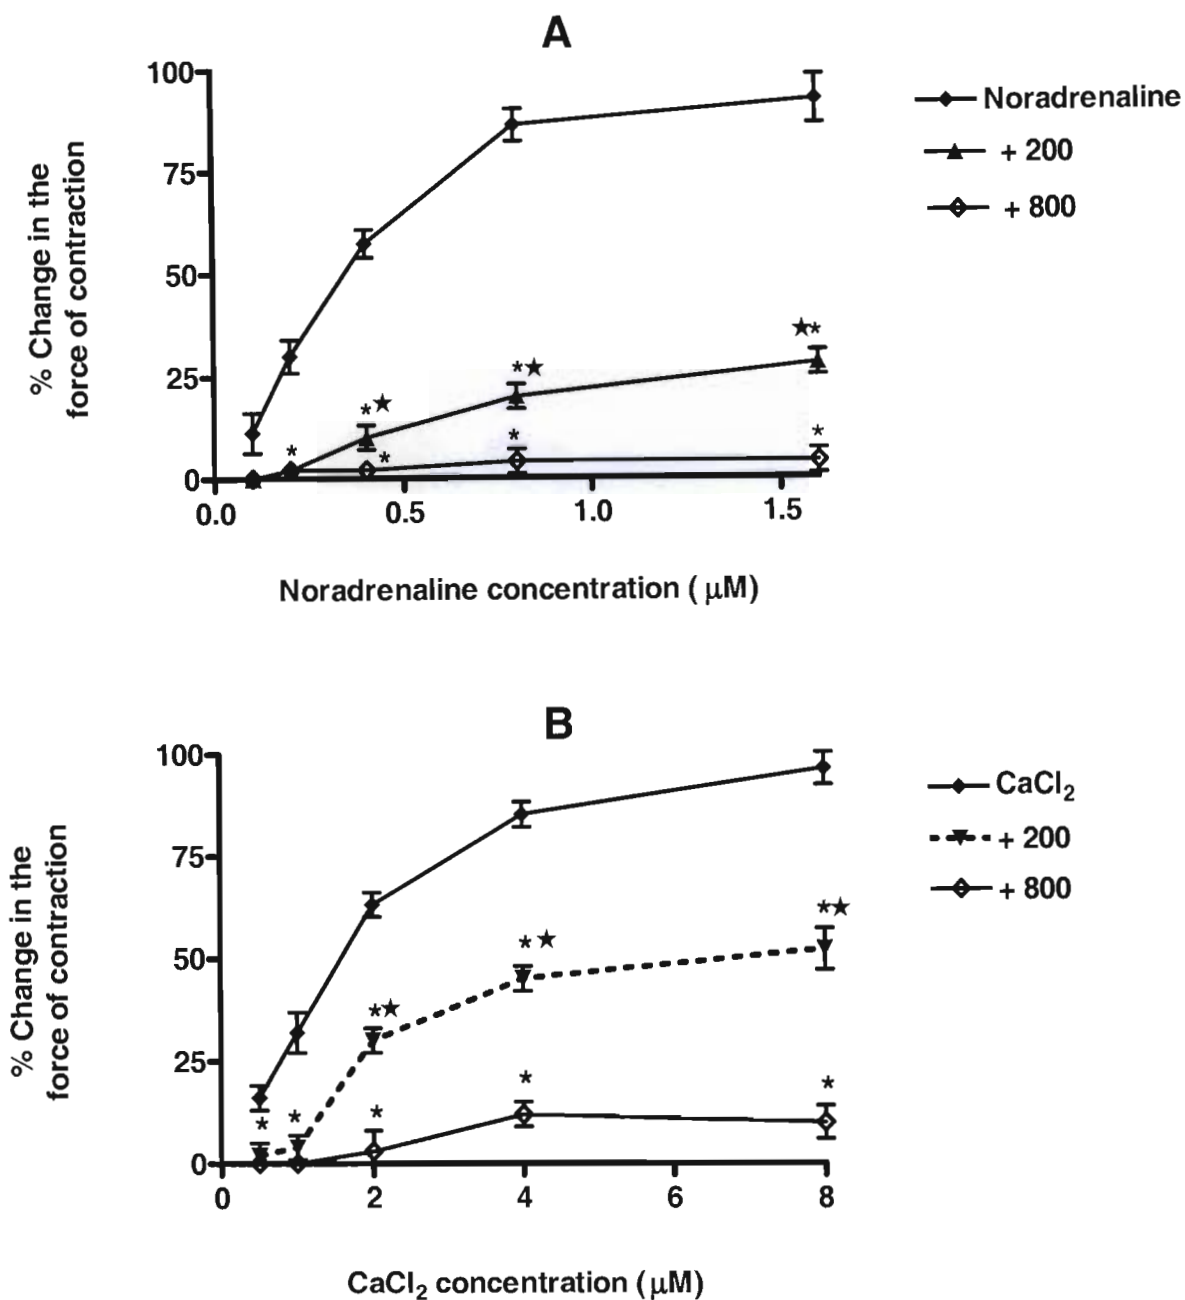 A
100
75
50
25
0
0.0 0.5 1.0 1.5
% Change in the
force of contraction
Noradrenaline concentration ( μM)
Noradrenaline
+ 200
+ 800
★*
*★
*★
*
*
*
*
B
100
75
50
25
0
0 2 4 6 8
% Change in the
force of contraction
CaCl₂ concentration (μM)
CaCl₂
+ 200
+ 800
*★
*★
*★
*
*
*
*
*